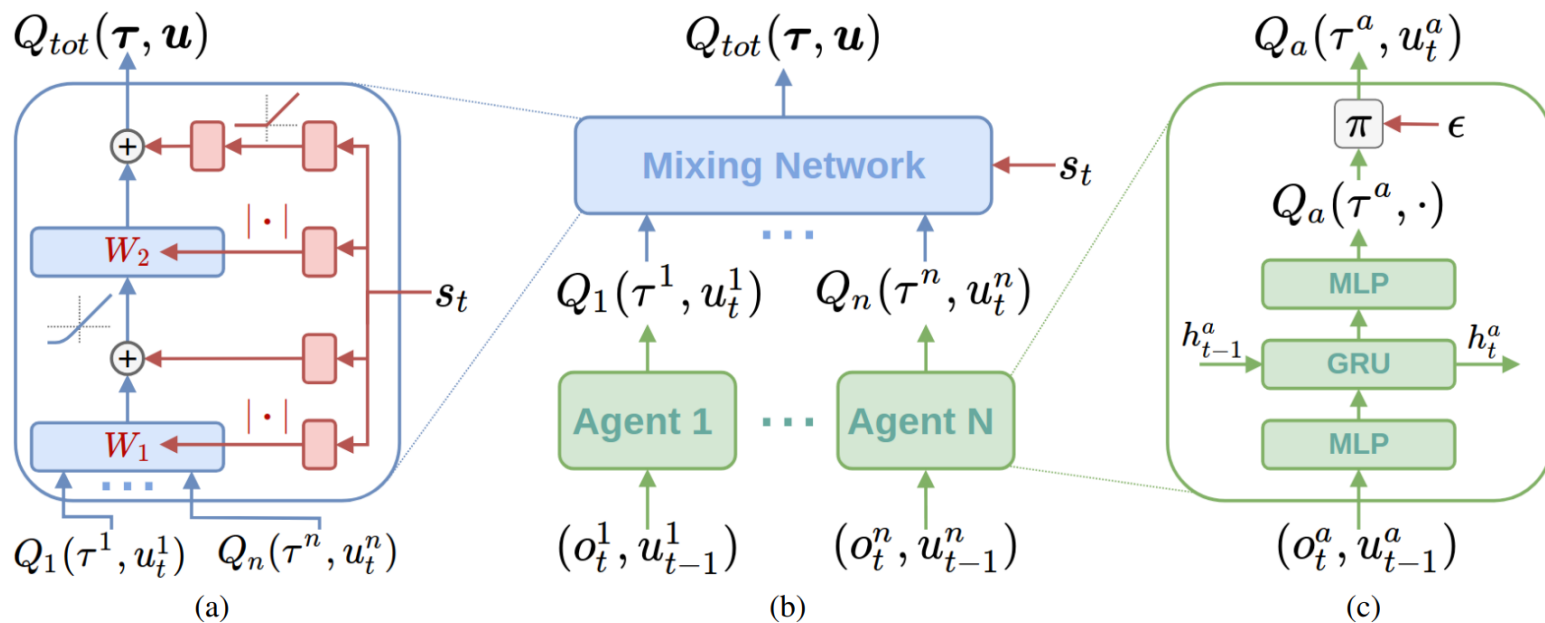 Q_{tot}(τ, u)
W_2
| · |
s_t
+
+
W_1
| · |
Q_1(τ^1, u_t^1) Q_n(τ^n, u_t^n)
(a)
Q_{tot}(τ, u)
Mixing Network
s_t
Q_1(τ^1, u_t^1) Q_n(τ^n, u_t^n)
Agent 1 Agent N
(o_t^1, u_{t-1}^1) (o_t^n, u_{t-1}^n)
(b)
Q_a(τ^a, u_t^a)
π ϵ
Q_a(τ^a, ·)
MLP
h_{t-1}^a GRU h_t^a
MLP
(o_t^a, u_{t-1}^a)
(c)